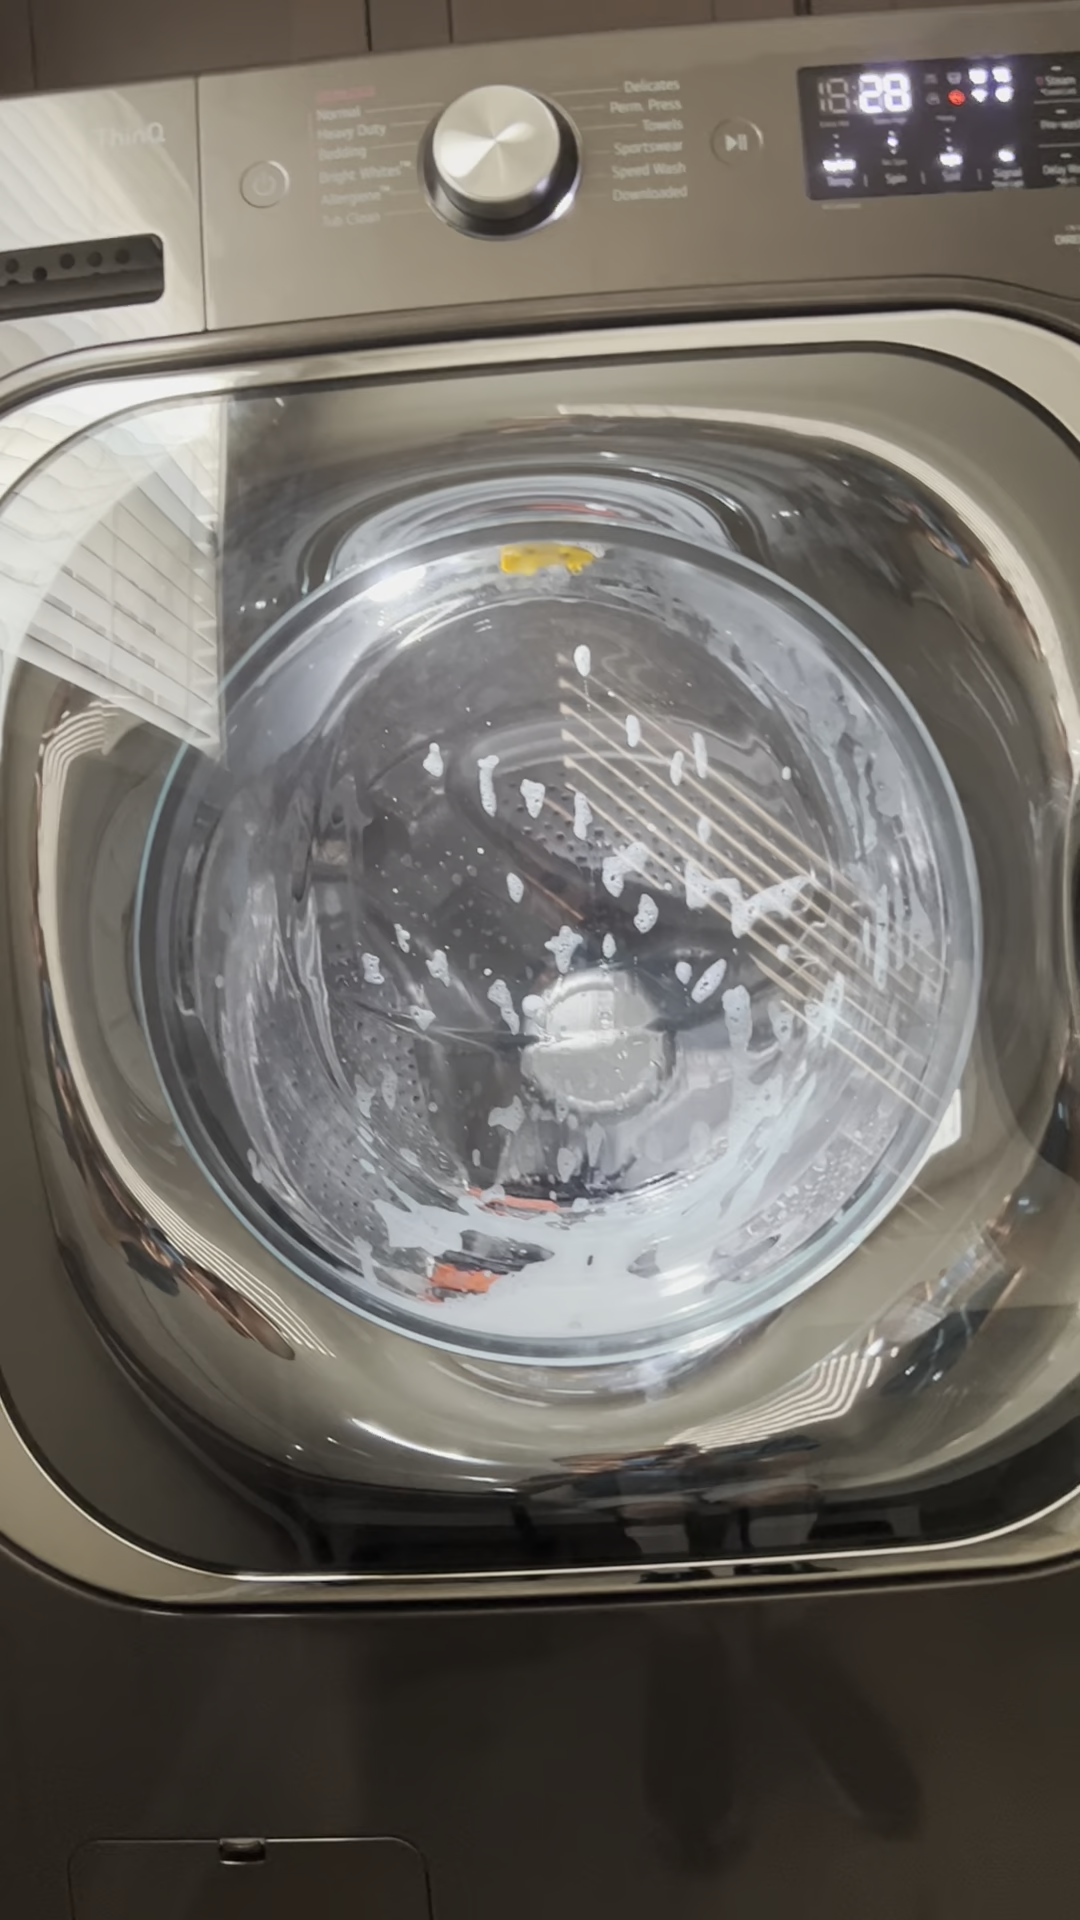 ThinQ
Normal
Heavy Duty
Bedding
Bright Whites™
Allergiene™
Tub Clean
Delicates
Perm. Press
Towels
Sportswear
Speed Wash
Downloaded
28
Temp.
Spin
Soil
Signal
Steam
Pre-wash
Delay Wash